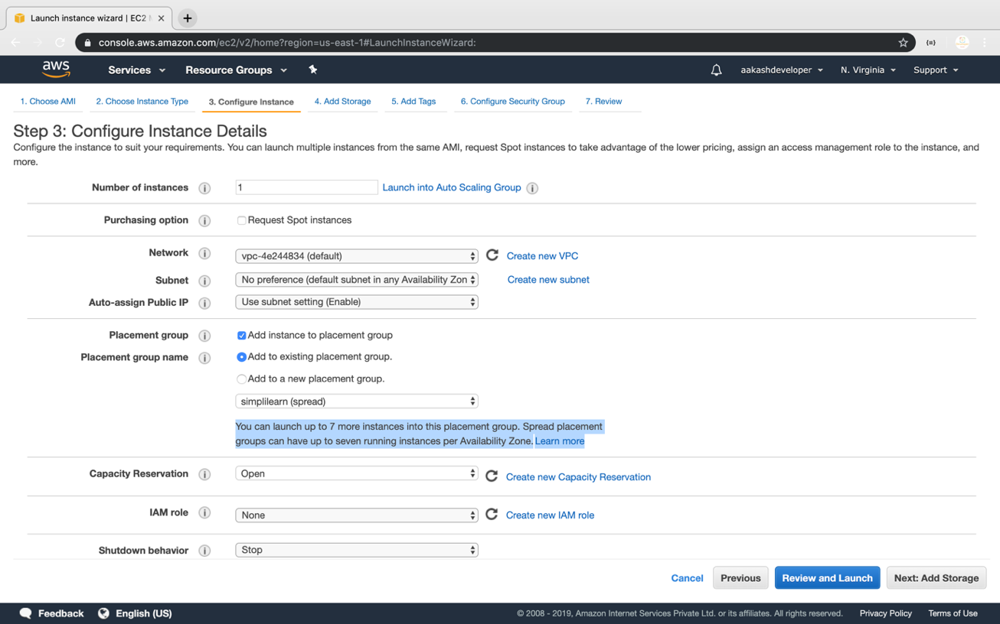 Launch instance wizard | EC2
console.aws.amazon.com/ec2/v2/home?region=us-east-1#LaunchInstanceWizard:
aws
Services
Resource Groups
aakashdeveloper
N. Virginia
Support
1. Choose AMI
2. Choose Instance Type
3. Configure Instance
4. Add Storage
5. Add Tags
6. Configure Security Group
7. Review
Step 3: Configure Instance Details
Configure the instance to suit your requirements. You can launch multiple instances from the same AMI, request Spot instances to take advantage of the lower pricing, assign an access management role to the instance, and
more.
Number of instances
1
Launch into Auto Scaling Group
Purchasing option
Request Spot instances
Network
vpc-4e244834 (default)
Create new VPC
Subnet
No preference (default subnet in any Availability Zon
Create new subnet
Auto-assign Public IP
Use subnet setting (Enable)
Placement group
Add instance to placement group
Placement group name
Add to existing placement group.
Add to a new placement group.
simplilearn (spread)
You can launch up to 7 more instances into this placement group. Spread placement
groups can have up to seven running instances per Availability Zone. Learn more
Capacity Reservation
Open
Create new Capacity Reservation
IAM role
None
Create new IAM role
Shutdown behavior
Stop
Cancel
Previous
Review and Launch
Next: Add Storage
Feedback
English (US)
© 2008 - 2019, Amazon Internet Services Private Ltd. or its affiliates. All rights reserved.
Privacy Policy
Terms of Use